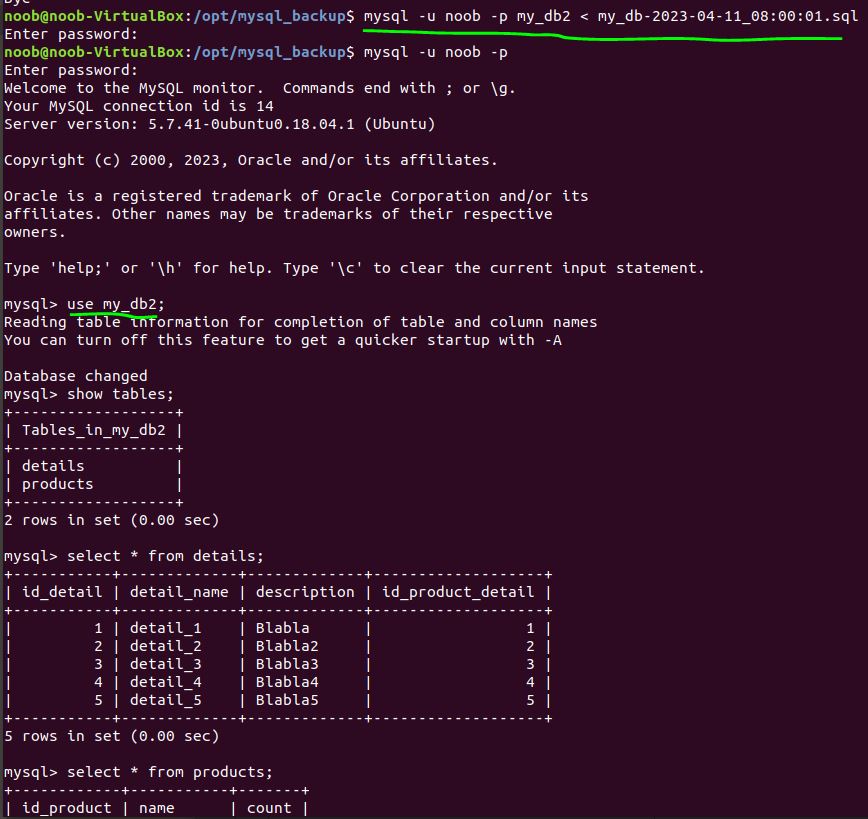 noob@noob-VirtualBox:/opt/mysql_backup$ mysql -u noob -p my_db2 < my_db-2023-04-11_08:00:01.sql
Enter password:
noob@noob-VirtualBox:/opt/mysql_backup$ mysql -u noob -p
Enter password:
Welcome to the MySQL monitor.  Commands end with ; or \g.
Your MySQL connection id is 14
Server version: 5.7.41-0ubuntu0.18.04.1 (Ubuntu)
Copyright (c) 2000, 2023, Oracle and/or its affiliates.
Oracle is a registered trademark of Oracle Corporation and/or its
affiliates. Other names may be trademarks of their respective
owners.
Type 'help;' or '\h' for help. Type '\c' to clear the current input statement.
mysql> use my_db2;
Reading table information for completion of table and column names
You can turn off this feature to get a quicker startup with -A
Database changed
mysql> show tables;
+------------------+
| Tables_in_my_db2 |
+------------------+
| details          |
| products         |
+------------------+
2 rows in set (0.00 sec)
mysql> select * from details;
+-----------+-------------+-------------+-------------------+
| id_detail | detail_name | description | id_product_detail |
+-----------+-------------+-------------+-------------------+
|         1 | detail_1    | Blabla      |                 1 |
|         2 | detail_2    | Blabla2     |                 2 |
|         3 | detail_3    | Blabla3     |                 3 |
|         4 | detail_4    | Blabla4     |                 4 |
|         5 | detail_5    | Blabla5     |                 5 |
+-----------+-------------+-------------+-------------------+
5 rows in set (0.00 sec)
mysql> select * from products;
+------------+-----------+-------+
| id_product | name      | count |